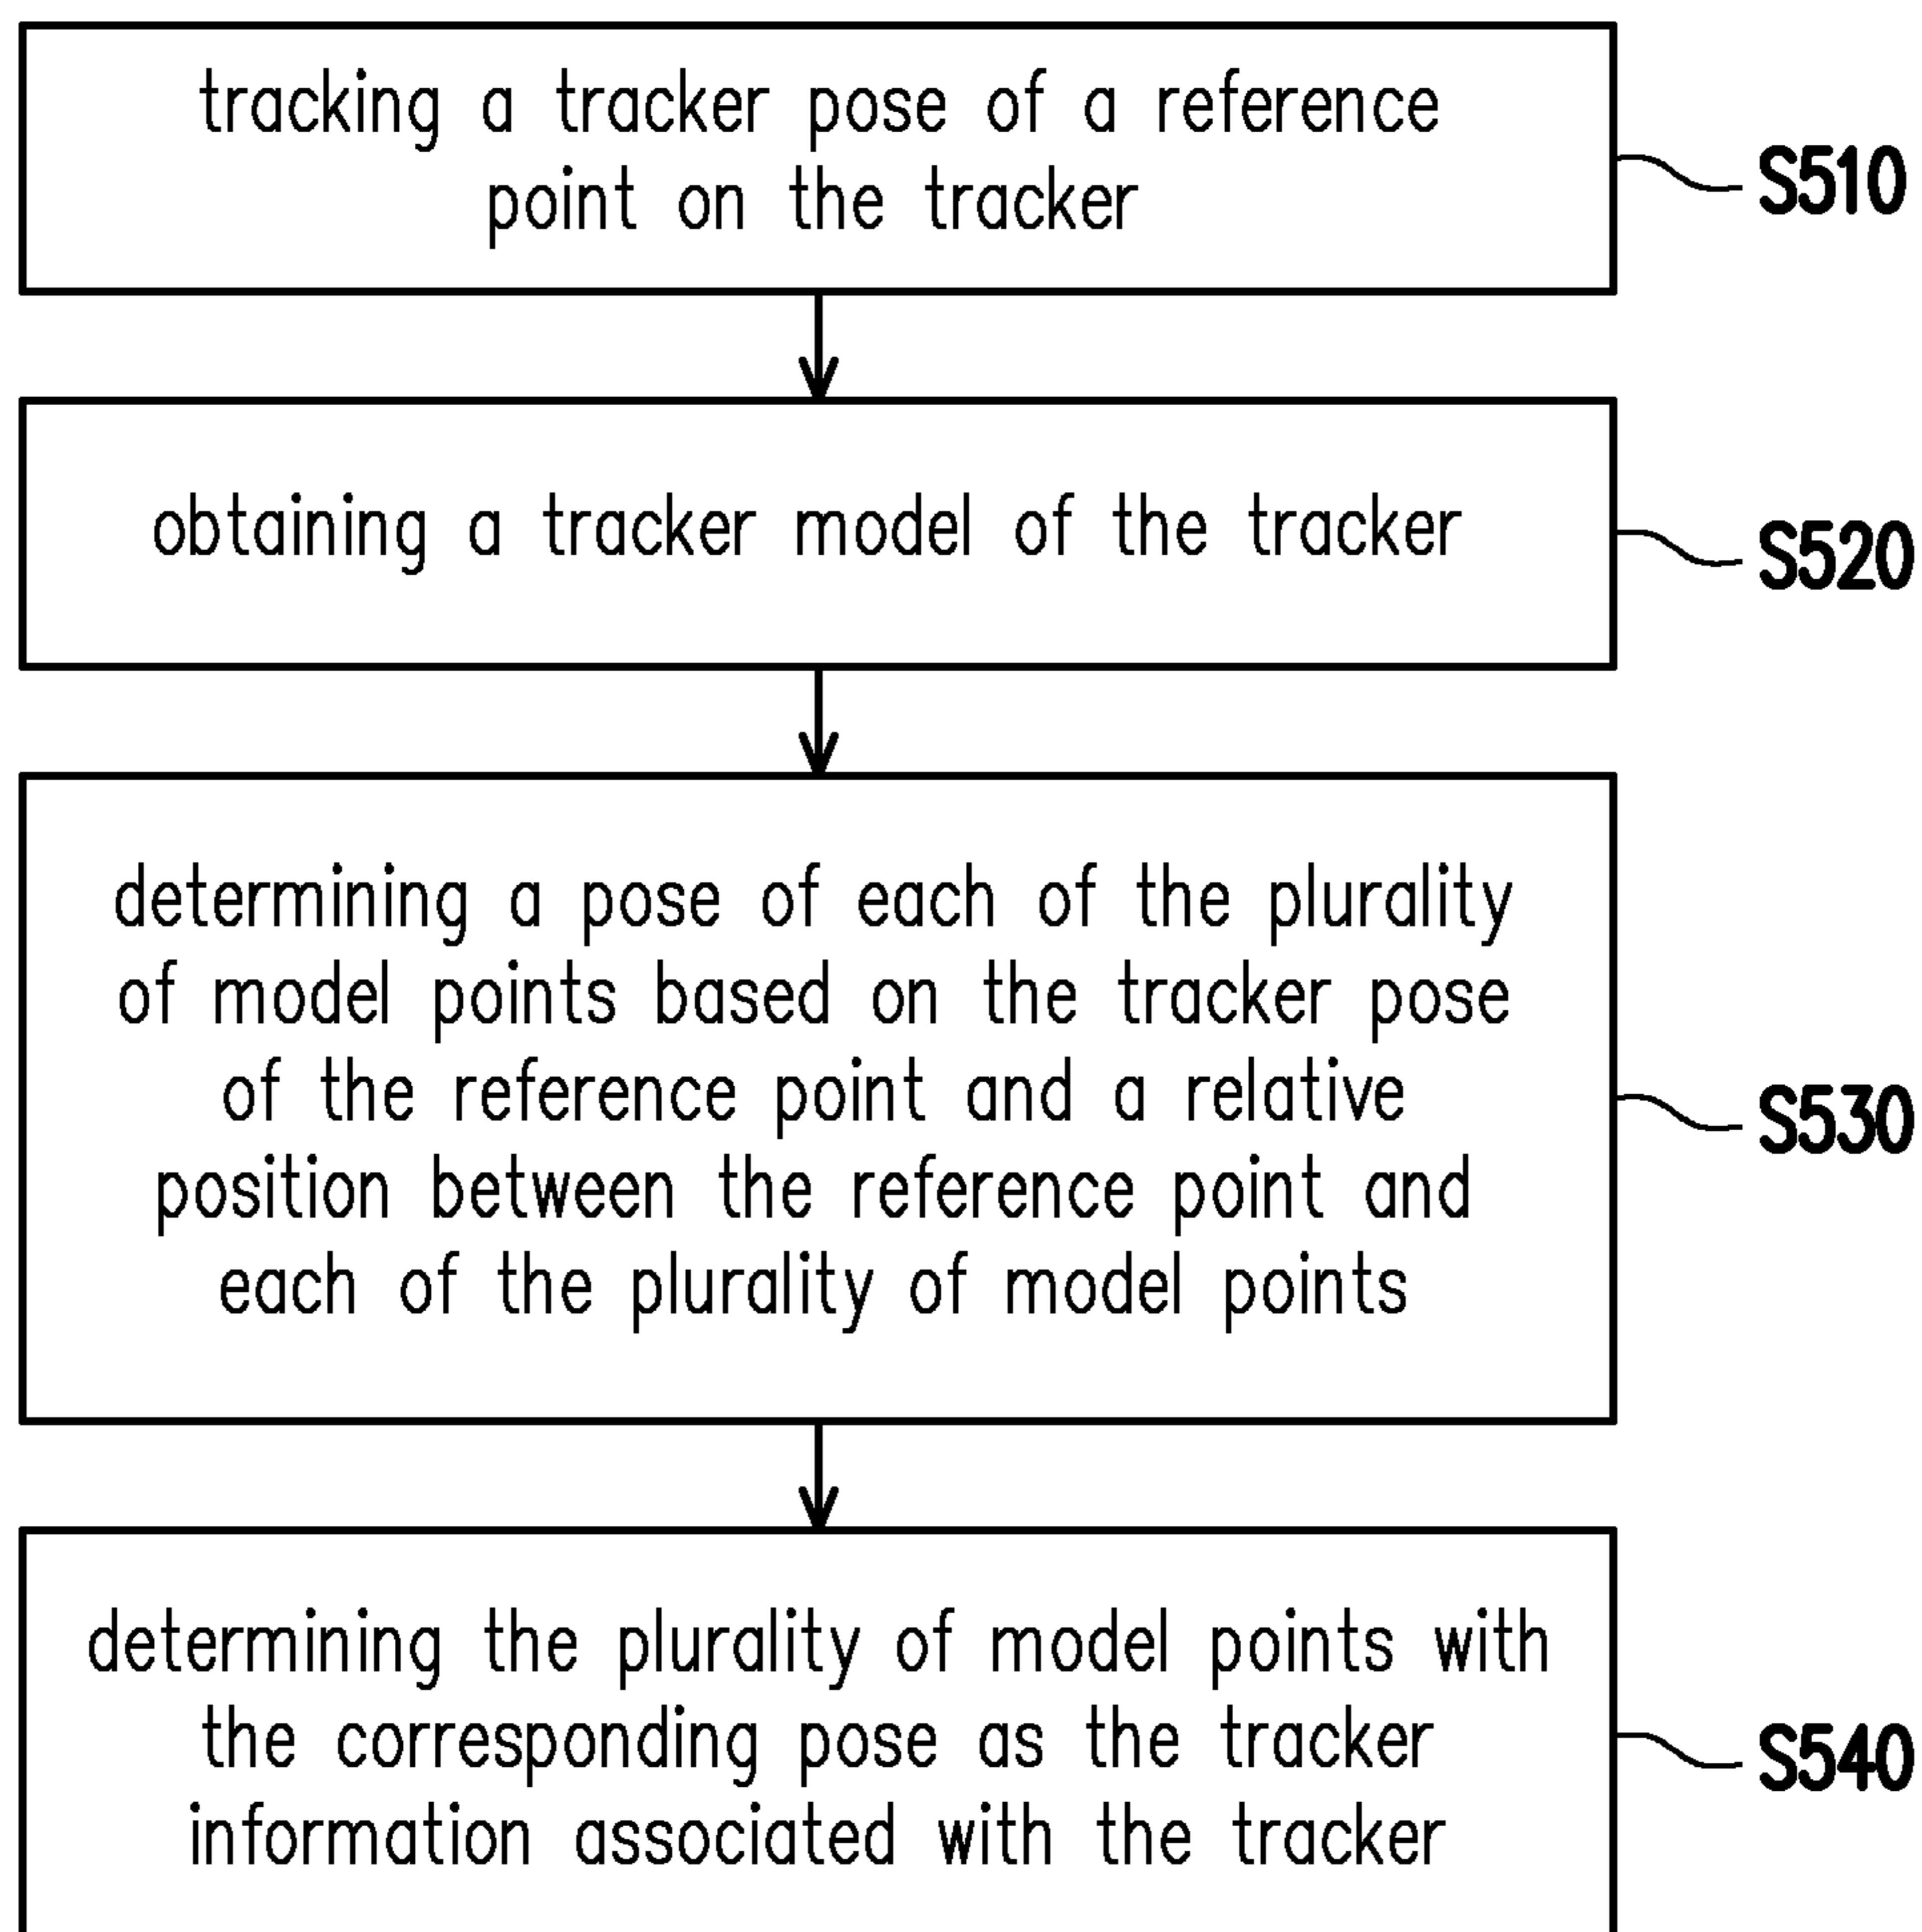 tracking a tracker pose of a reference
point on the tracker
S510
obtaining a tracker model of the tracker
S520
determining a pose of each of the plurality
of model points based on the tracker pose
of the reference point and a relative
position between the reference point and
each of the plurality of model points
S530
determining the plurality of model points with
the corresponding pose as the tracker
information associated with the tracker
S540